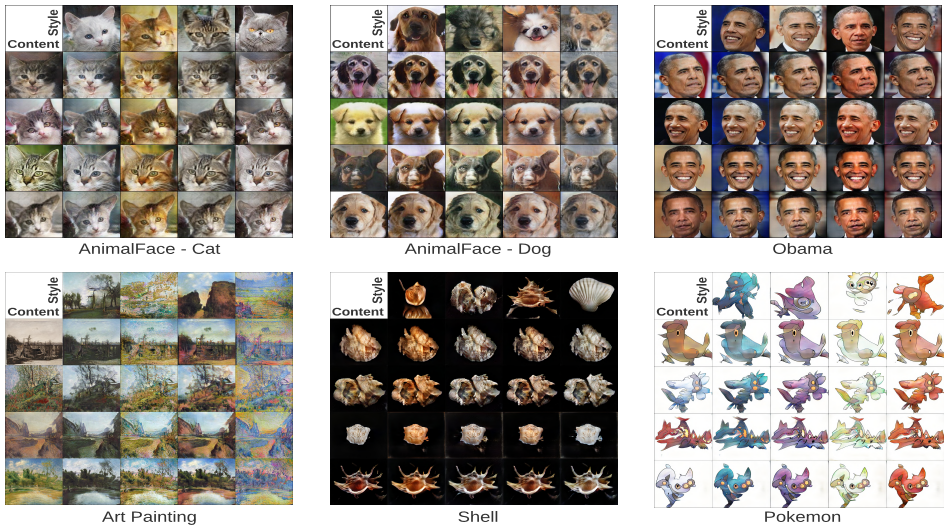 Style
Content
Style
Content
Style
Content
AnimalFace - Cat
AnimalFace - Dog
Obama
Style
Content
Style
Content
Style
Content
Art Painting
Shell
Pokemon